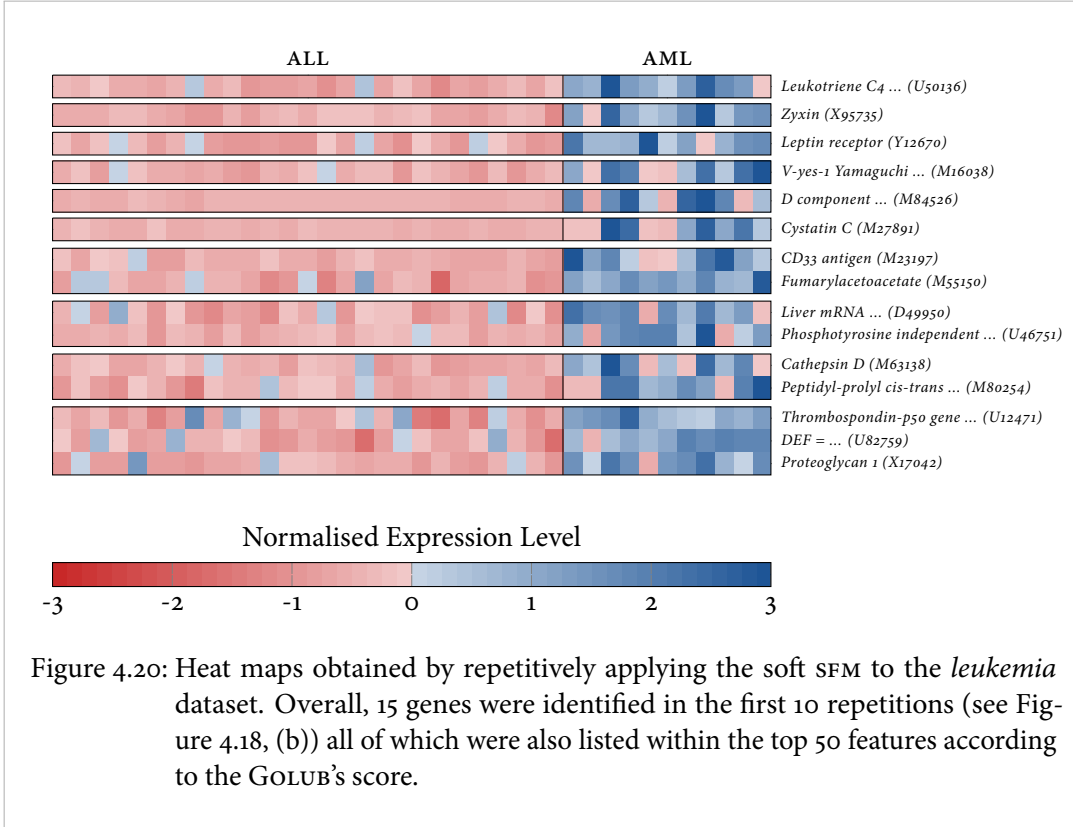 ALL AML
Leukotriene C4 ... (U50136)
Zyxin (X95735)
Leptin receptor (Y12670)
V-yes-1 Yamaguchi ... (M16038)
D component ... (M84526)
Cystatin C (M27891)
CD33 antigen (M23197)
Fumarylacetoacetate (M55150)
Liver mRNA ... (D49950)
Phosphotyrosine independent ... (U46751)
Cathepsin D (M63138)
Peptidyl-prolyl cis-trans ... (M80254)
Thrombospondin-p50 gene ... (U12471)
DEF = ... (U82759)
Proteoglycan 1 (X17042)
Normalised Expression Level
-3 -2 -1 0 1 2 3
Figure 4.20: Heat maps obtained by repetitively applying the soft SFM to the leukemia
dataset. Overall, 15 genes were identified in the first 10 repetitions (see Fig-
ure 4.18, (b)) all of which were also listed within the top 50 features according
to the GOLUB's score.